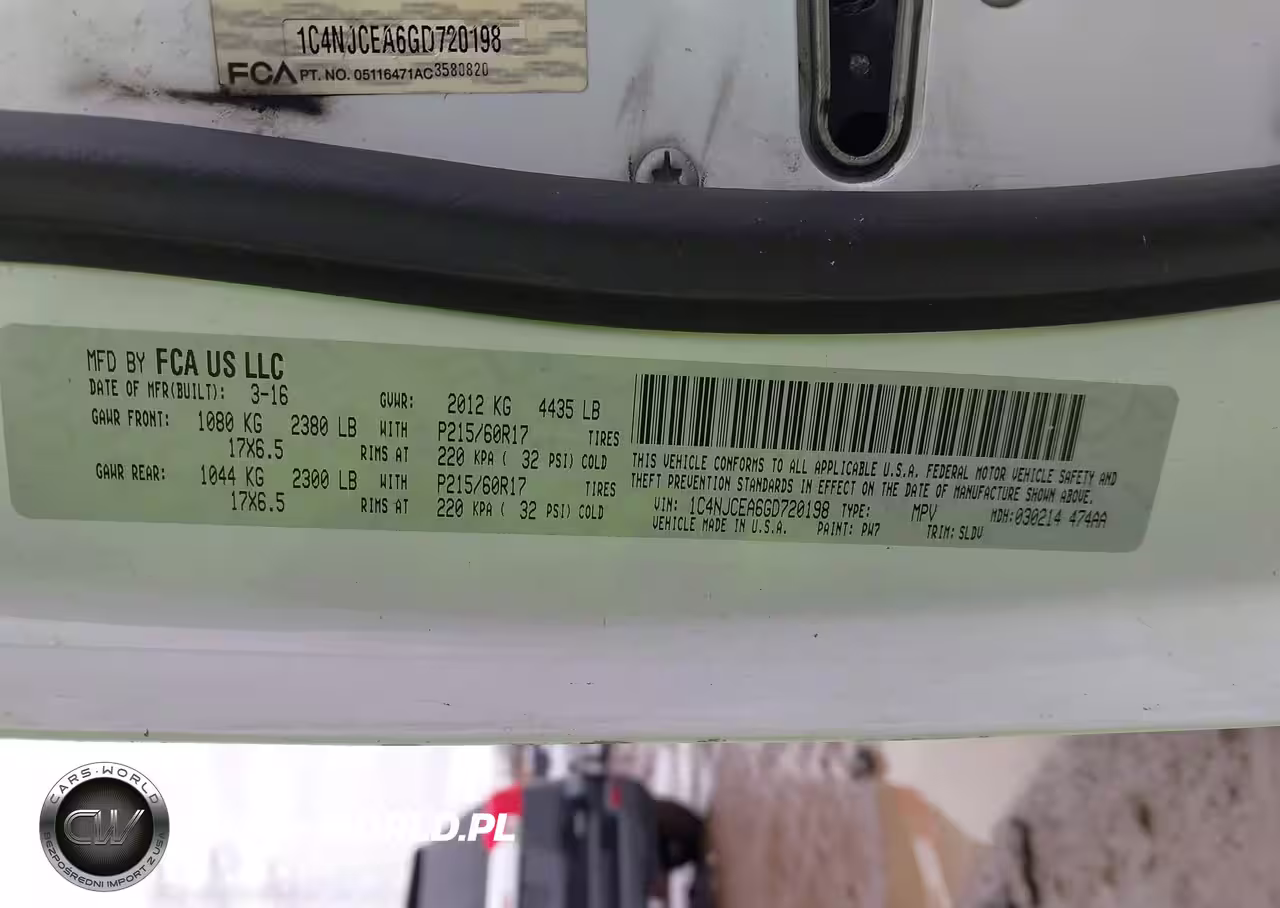 1C4NJCEA6GD720198
FCA PT. NO. 05116471AC 3580820
MFD BY FCA US LLC
DATE OF MFR(BUILT): 3-16 GVWR: 2012 KG 4435 LB
GAWR FRONT: 1080 KG 2380 LB WITH P215/60R17 TIRES
17X6.5 RIMS AT 220 KPA ( 32 PSI) COLD
GAWR REAR: 1044 KG 2300 LB WITH P215/60R17 TIRES
17X6.5 RIMS AT 220 KPA ( 32 PSI) COLD
THIS VEHICLE CONFORMS TO ALL APPLICABLE U.S.A. FEDERAL MOTOR VEHICLE SAFETY AND
THEFT PREVENTION STANDARDS IN EFFECT ON THE DATE OF MANUFACTURE SHOWN ABOVE.
VIN: 1C4NJCEA6GD720198 TYPE: MPV MDH:030214 474AA
VEHICLE MADE IN U.S.A. PAINT: PW7 TRIM: SLDV
CARS-WORLD
CW
BEZPOŚREDNI IMPORT Z USA
WORLD.PL